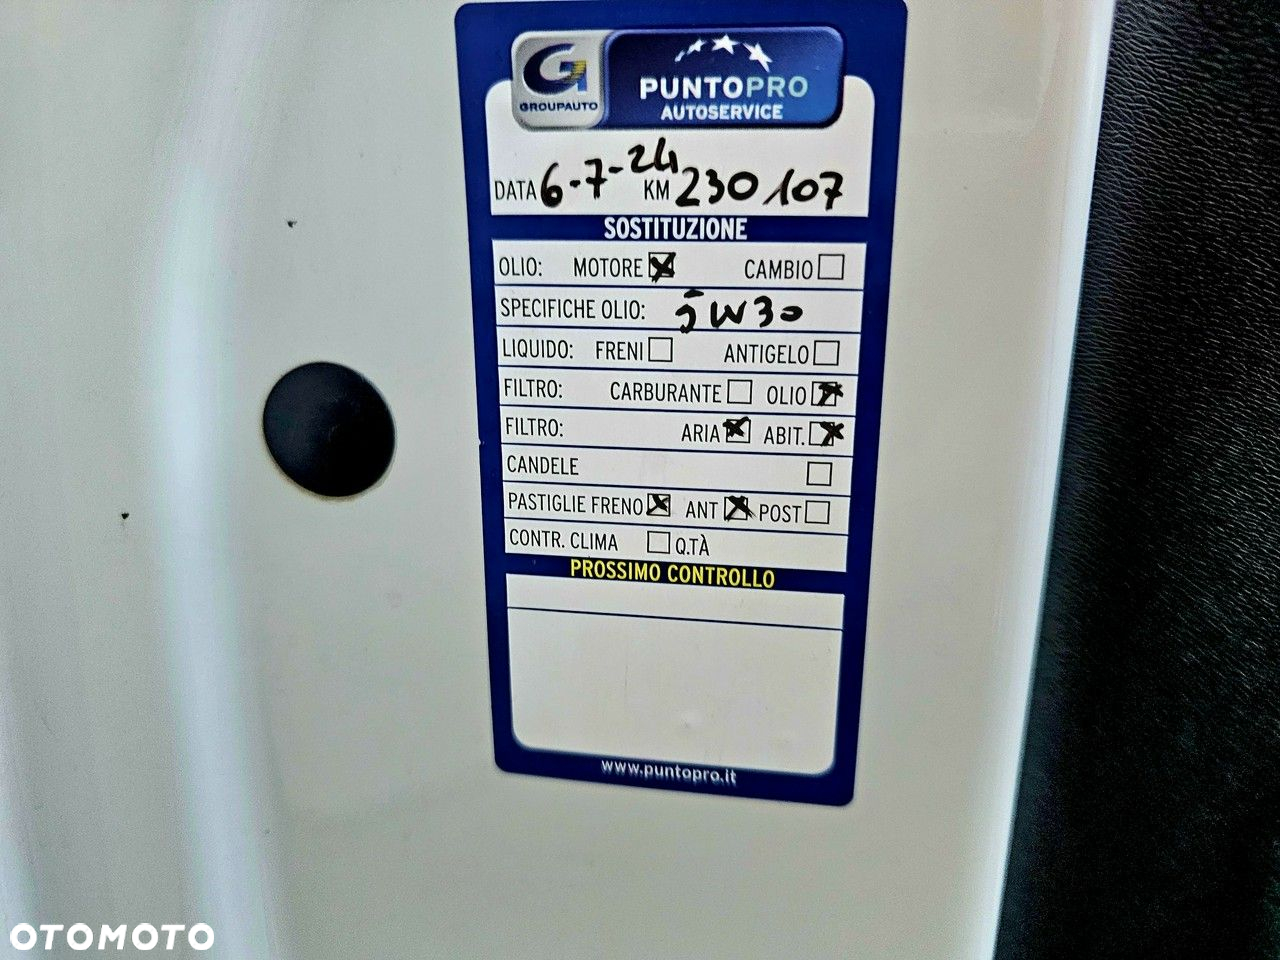 GROUPAUTO
PUNTOPRO
AUTOSERVICE
DATA 6-7-24 KM 230107
SOSTITUZIONE
OLIO: MOTORE CAMBIO
SPECIFICHE OLIO: 5W30
LIQUIDO: FRENI ANTIGELO
FILTRO: CARBURANTE OLIO
FILTRO: ARIA ABIT.
CANDELE
PASTIGLIE FRENO ANT POST
CONTR. CLIMA Q.TÀ
PROSSIMO CONTROLLO
www.puntopro.it
OTOMOTO